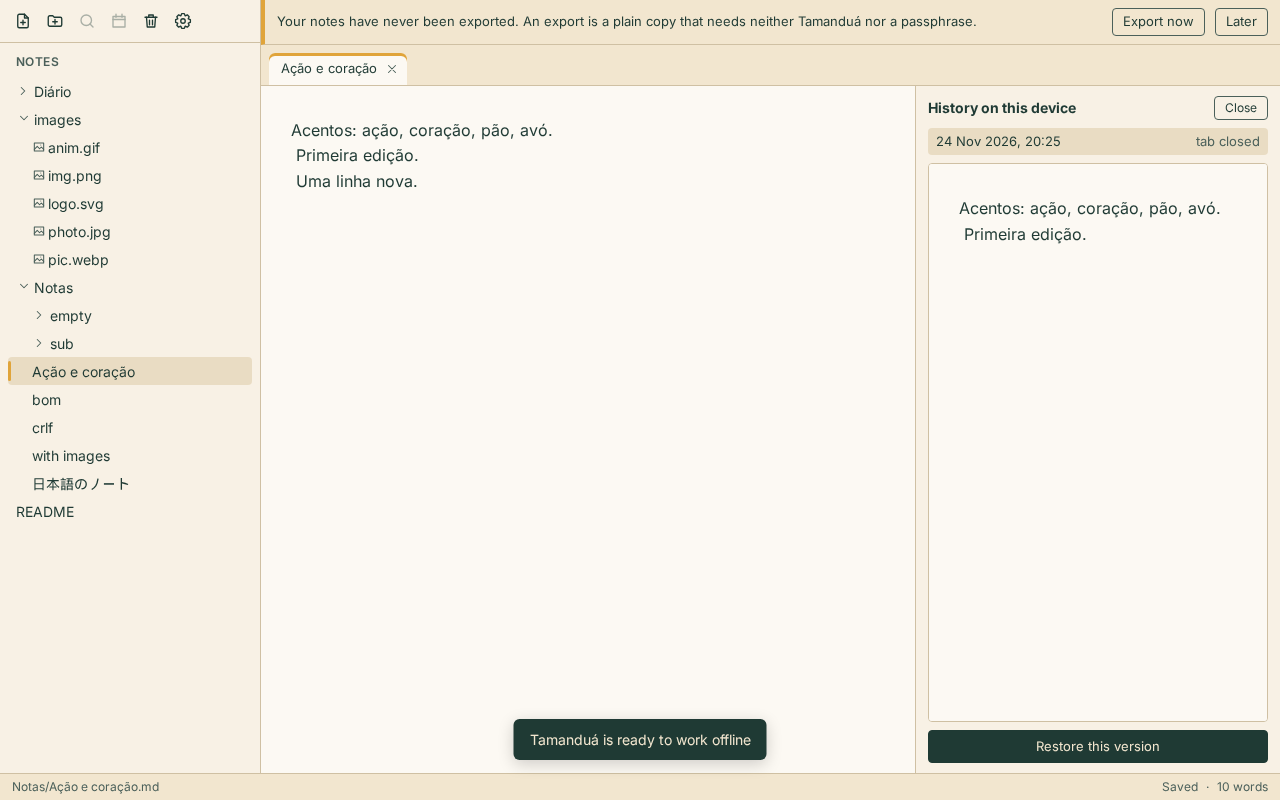 Your notes have never been exported. An export is a plain copy that needs neither Tamanduá nor a passphrase.
Export now
Later
NOTES
Diário
images
anim.gif
img.png
logo.svg
photo.jpg
pic.webp
Notas
empty
sub
Ação e coração
bom
crlf
with images
日本語のノート
README
Ação e coração
Acentos: ação, coração, pão, avó.
Primeira edição.
Uma linha nova.
History on this device
Close
24 Nov 2026, 20:25 tab closed
Acentos: ação, coração, pão, avó.
Primeira edição.
Restore this version
Tamanduá is ready to work offline
Notas/Ação e coração.md
Saved · 10 words